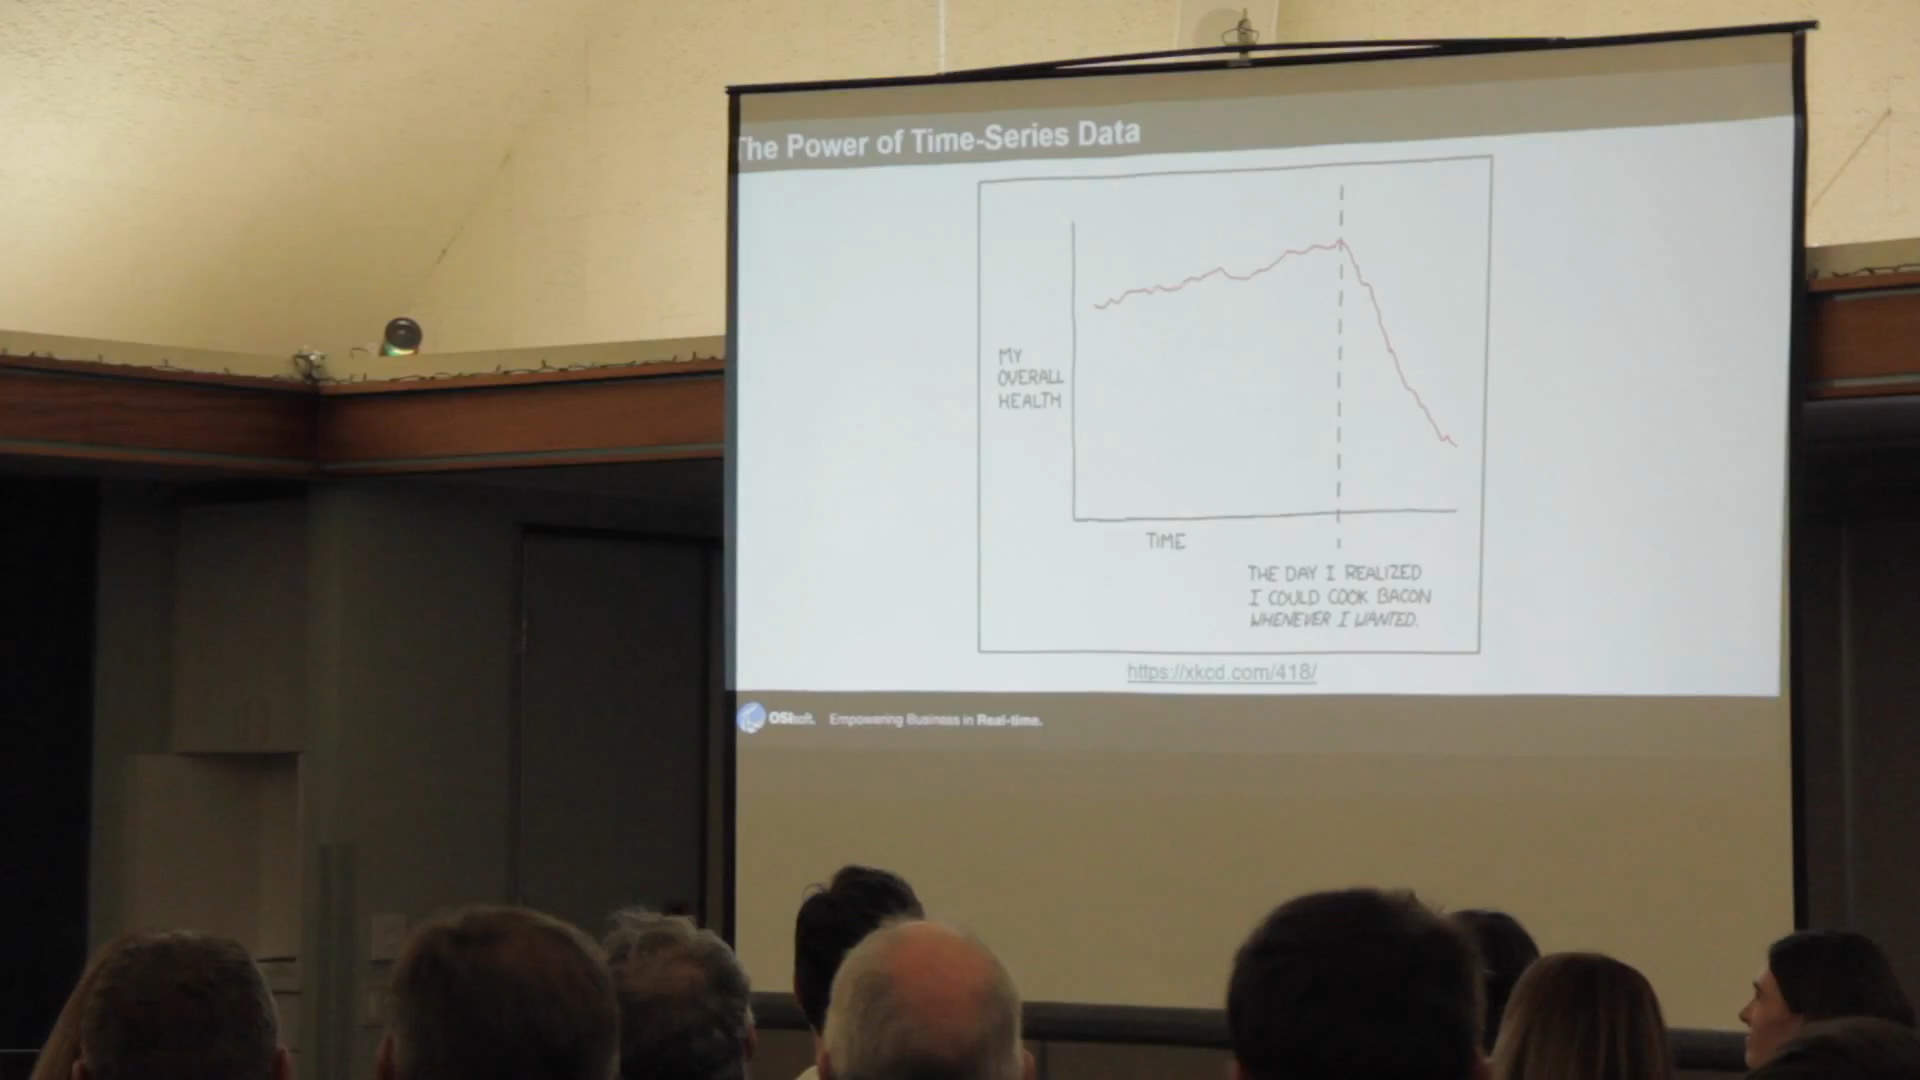 The Power of Time-Series Data
MY
OVERALL
HEALTH
TIME
THE DAY I REALIZED
I COULD COOK BACON
WHENEVER I WANTED.
https://xkcd.com/418/
OSIsoft. Empowering Business in Real-time.